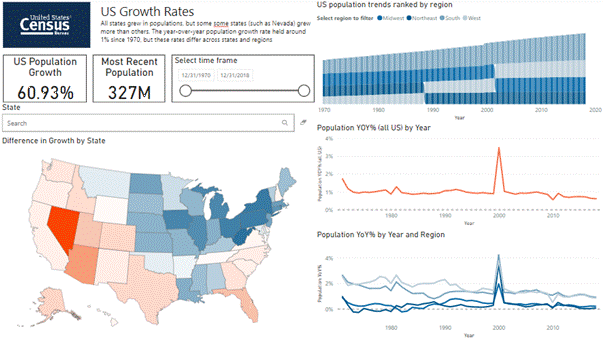 United States®
Census
Bureau
US Growth Rates
All states grew in populations, but some some states (such as Nevada) grew
more than others. The year-over-year population growth rate held around
1% since 1970, but these rates differ across states and regions
US Population
Growth
60.93%
Most Recent
Population
327M
Select time frame
12/31/1970
12/31/2018
State
Search
Difference in Growth by State
US population trends ranked by region
Select region to filter
Midwest
Northeast
South
West
1970
1980
1990
2000
2010
2020
Year
Population YOY% (all US) by Year
Population YOY% (all US)
4%
3%
2%
1%
0%
1980
1990
2000
2010
Year
Population YoY% by Year and Region
Population YoY%
4%
2%
0%
1980
1990
2000
2010
Year